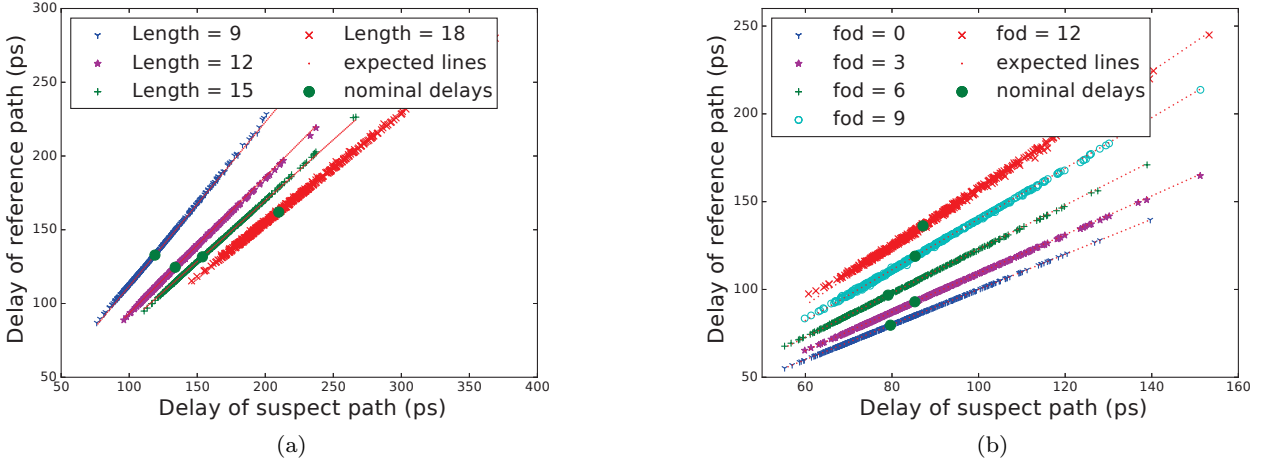 300
250
200
150
100
50
50
100
150
200
250
300
350
400
Delay of reference path (ps)
Delay of suspect path (ps)
Length = 9
Length = 12
Length = 15
Length = 18
expected lines
nominal delays
(a)
250
200
150
100
50
60
80
100
120
140
160
Delay of reference path (ps)
Delay of suspect path (ps)
fod = 0
fod = 3
fod = 6
fod = 9
fod = 12
expected lines
nominal delays
(b)